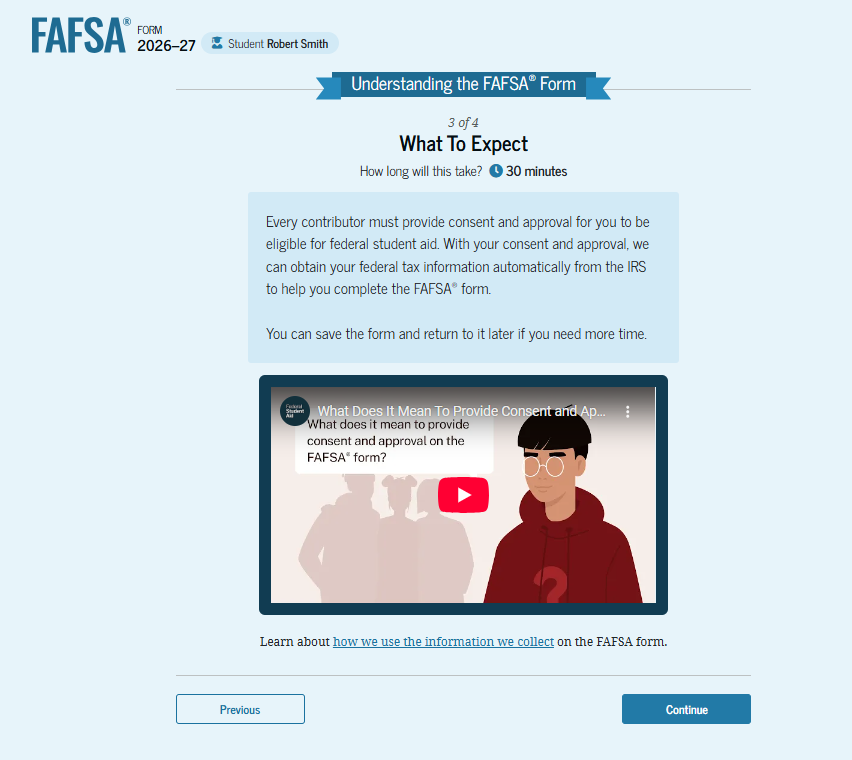 FAFSA®
FORM
2026–27
Student Robert Smith
Understanding the FAFSA® Form
3 of 4
What To Expect
How long will this take? 30 minutes
Every contributor must provide consent and approval for you to be
eligible for federal student aid. With your consent and approval, we
can obtain your federal tax information automatically from the IRS
to help you complete the FAFSA® form.
You can save the form and return to it later if you need more time.
Federal
Student
Aid
What Does It Mean To Provide Consent and Ap...
What does it mean to provide
consent and approval on the
FAFSA® form?
?
Learn about how we use the information we collect on the FAFSA form.
Previous
Continue